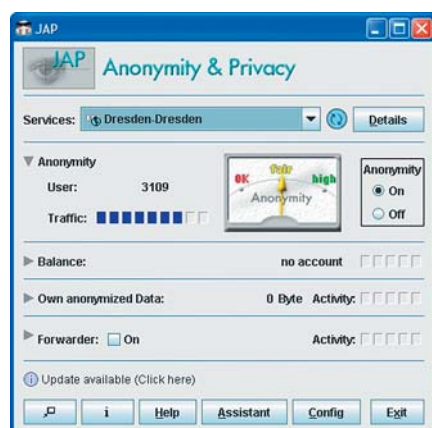 JAP
JAP Anonymity & Privacy
Services: Dresden-Dresden Details
Anonymity
User: 3109
Traffic:
OK fair high
Anonymity
Anonymity
On
Off
Balance: no account
Own anonymized Data: 0 Byte Activity:
Forwarder: On Activity:
i Update available (Click here)
i Help Assistant Config Exit